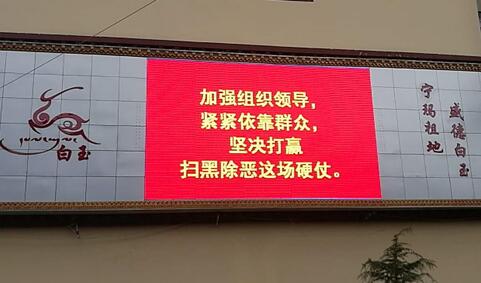 白玉
加强组织领导，
紧紧依靠群众，
坚决打赢
扫黑除恶这场硬仗。
盛德白玉
宁玛祖地